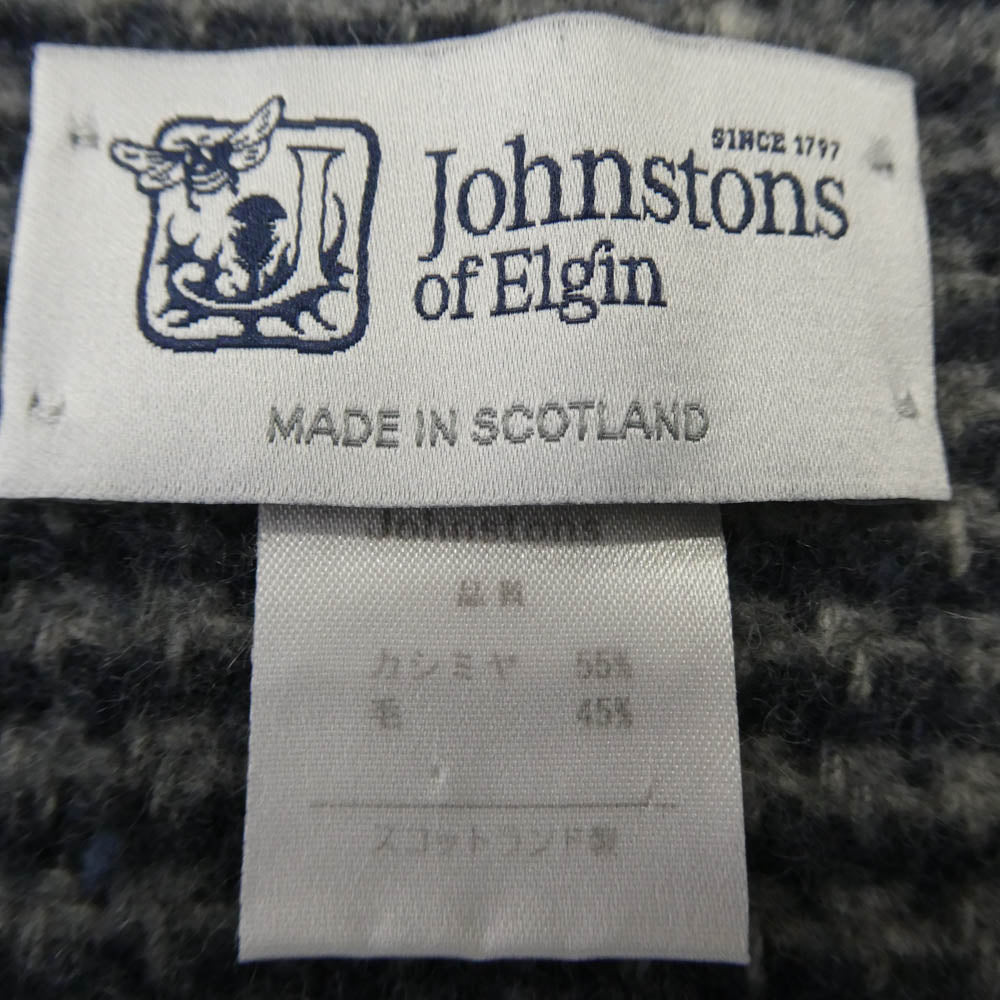 SINCE 1797
Johnstons
of Elgin
MADE IN SCOTLAND
Johnstons
品質
カシミヤ 55%
毛 45%
スコットランド製